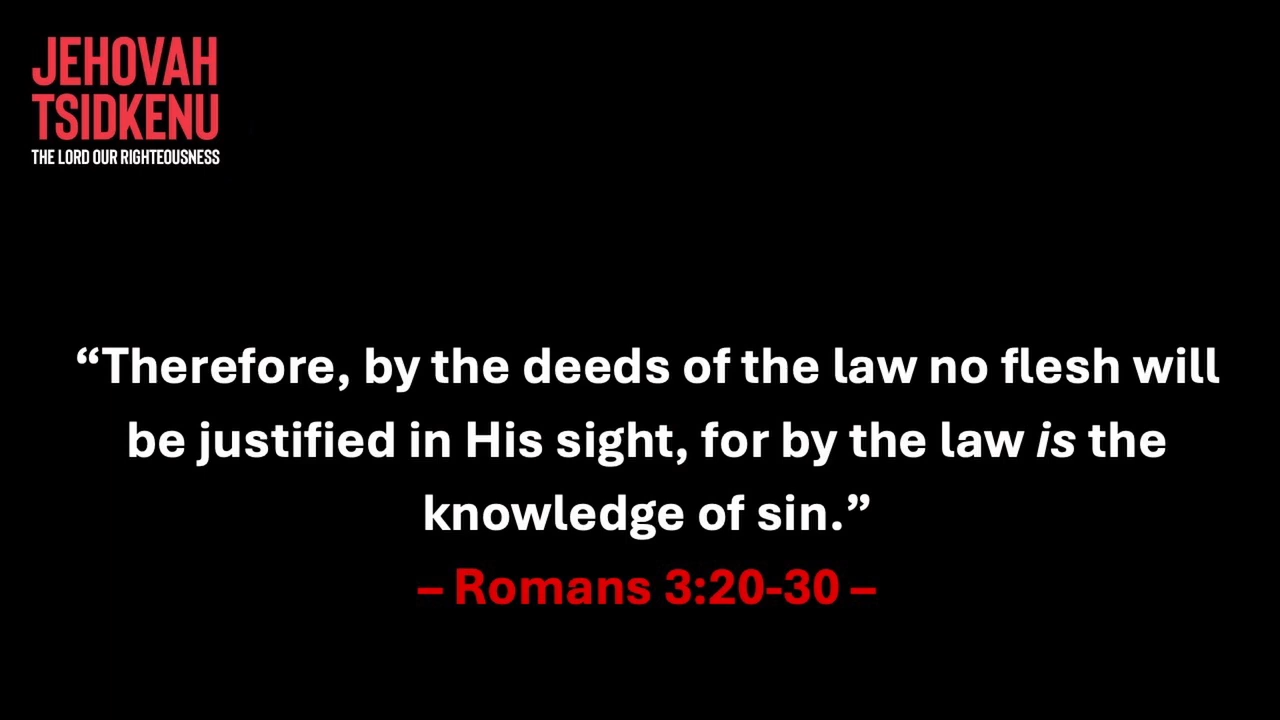 JEHOVAH
TSIDKENU
THE LORD OUR RIGHTEOUSNESS
“Therefore, by the deeds of the law no flesh will
be justified in His sight, for by the law is the
knowledge of sin.”
– Romans 3:20-30 –